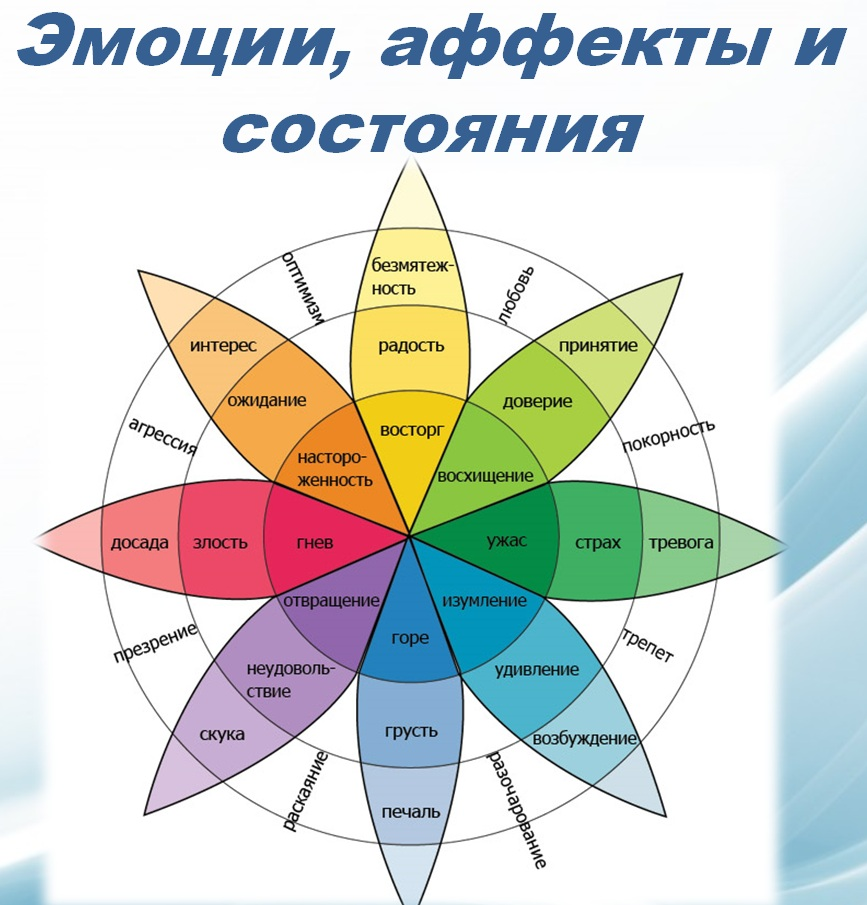 Эмоции, аффекты и
состояния
оптимизм
безмятеж-
ность
любовь
интерес
радость
принятие
ожидание
доверие
агрессия
восторг
покорность
насторо-
женность
восхищение
досада
злость
гнев
ужас
страх
тревога
отвращение
изумление
презрение
горе
трепет
неудоволь-
ствие
удивление
скука
грусть
возбуждение
раскаяние
печаль
разочарование